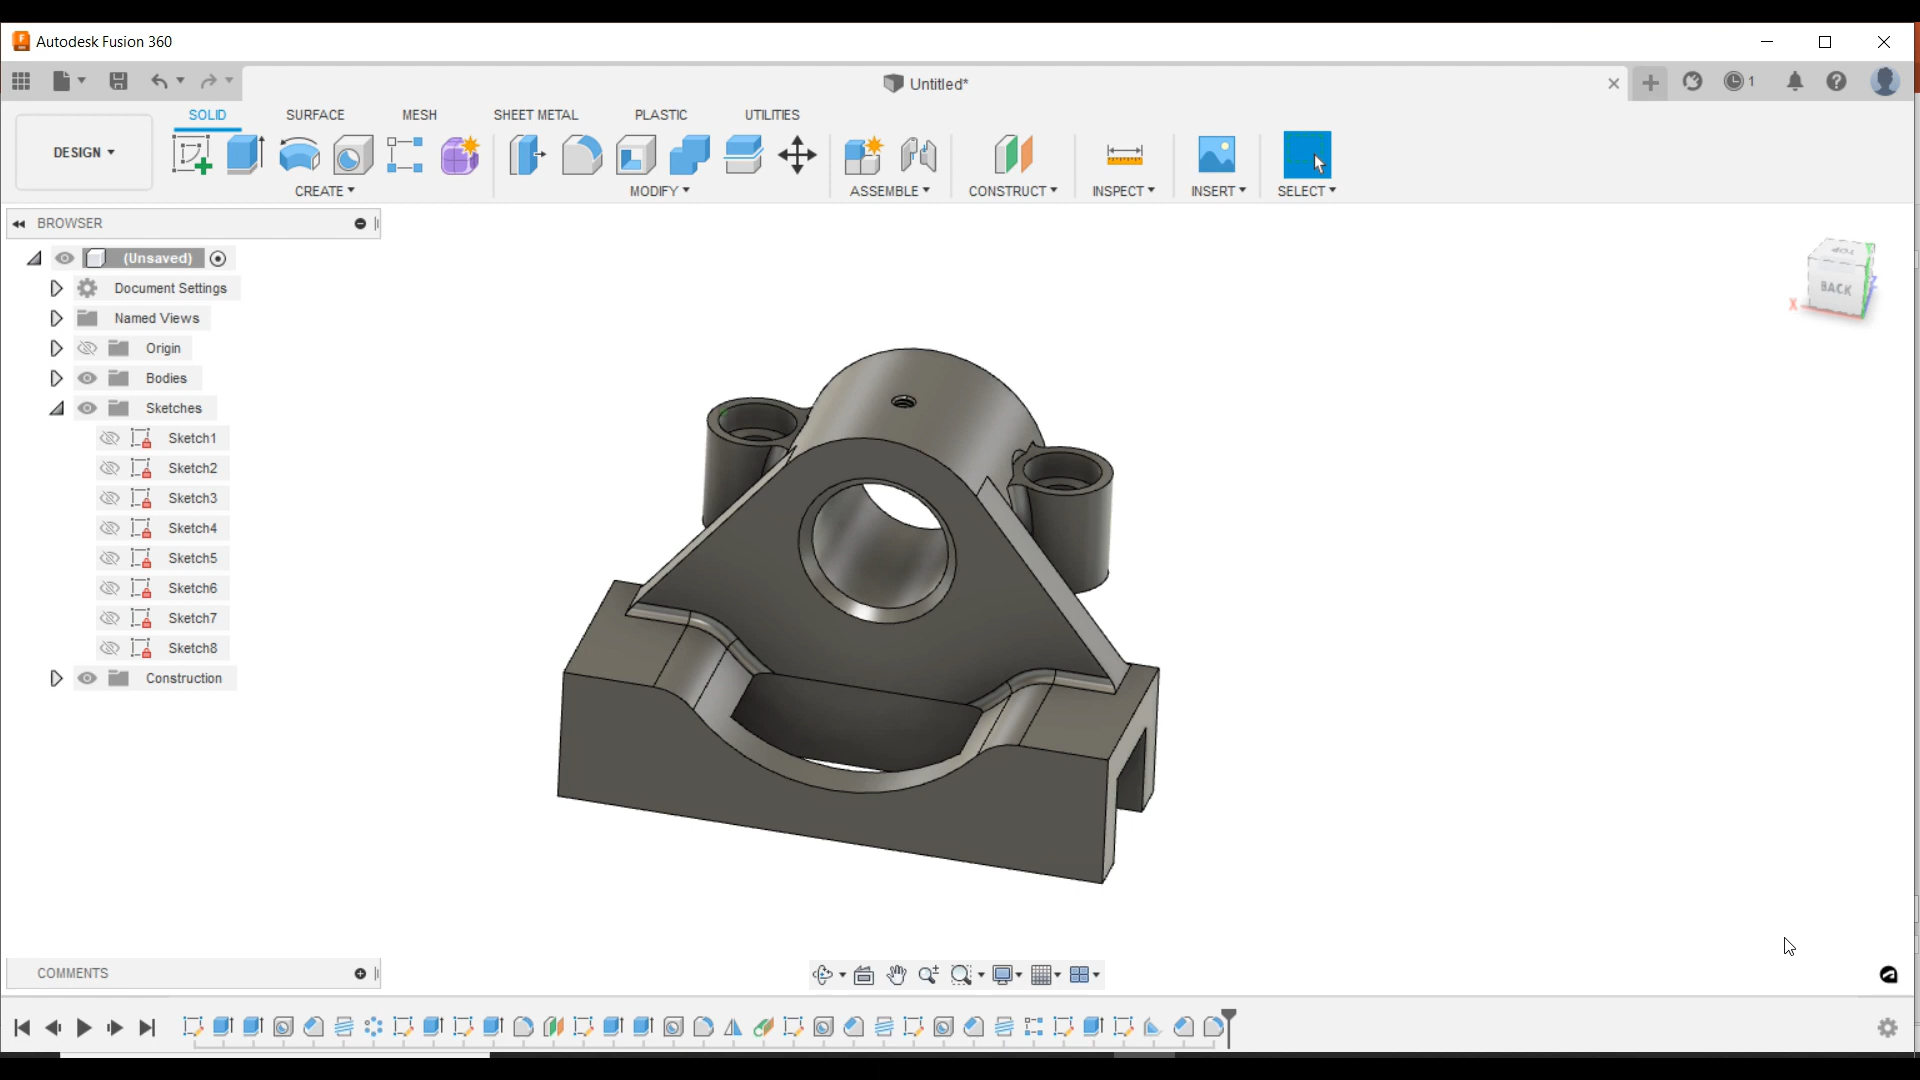 Autodesk Fusion 360
Untitled*
1
SOLID
SURFACE
MESH
SHEET METAL
PLASTIC
UTILITIES
DESIGN
CREATE
MODIFY
ASSEMBLE
CONSTRUCT
INSPECT
INSERT
SELECT
BROWSER
(Unsaved)
Document Settings
Named Views
Origin
Bodies
Sketches
Sketch1
Sketch2
Sketch3
Sketch4
Sketch5
Sketch6
Sketch7
Sketch8
Construction
TOP
BACK
X
Z
COMMENTS